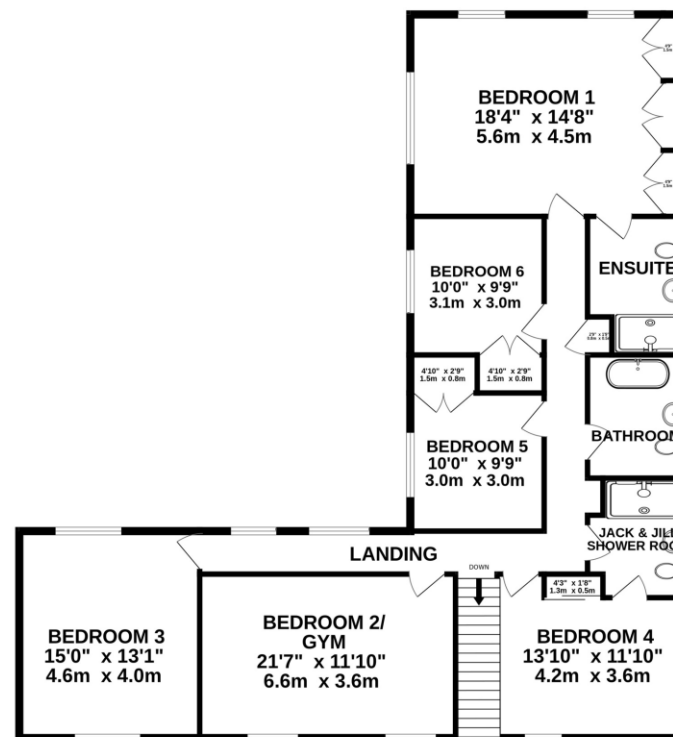 BEDROOM 1
18'4" x 14'8"
5.6m x 4.5m
BEDROOM 6
10'0" x 9'9"
3.1m x 3.0m
ENSUITE
4'10" x 2'9"
1.5m x 0.8m
4'10" x 2'9"
1.5m x 0.8m
BEDROOM 5
10'0" x 9'9"
3.0m x 3.0m
BATHROOM
JACK & JILL
SHOWER ROO
LANDING
DOWN
4'3" x 1'8"
1.3m x 0.5m
BEDROOM 3
15'0" x 13'1"
4.6m x 4.0m
BEDROOM 2/
GYM
21'7" x 11'10"
6.6m x 3.6m
BEDROOM 4
13'10" x 11'10"
4.2m x 3.6m